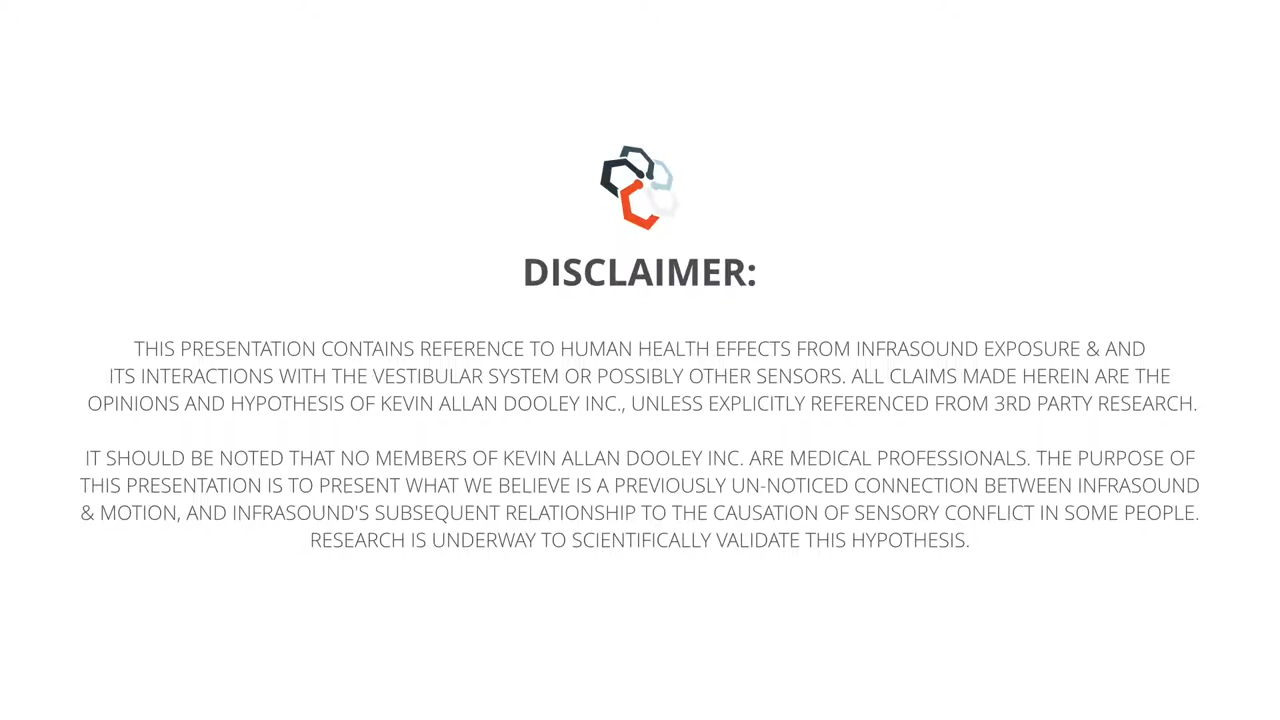 DISCLAIMER:
THIS PRESENTATION CONTAINS REFERENCE TO HUMAN HEALTH EFFECTS FROM INFRASOUND EXPOSURE & AND
ITS INTERACTIONS WITH THE VESTIBULAR SYSTEM OR POSSIBLY OTHER SENSORS. ALL CLAIMS MADE HEREIN ARE THE
OPINIONS AND HYPOTHESIS OF KEVIN ALLAN DOOLEY INC., UNLESS EXPLICITLY REFERENCED FROM 3RD PARTY RESEARCH.
IT SHOULD BE NOTED THAT NO MEMBERS OF KEVIN ALLAN DOOLEY INC. ARE MEDICAL PROFESSIONALS. THE PURPOSE OF
THIS PRESENTATION IS TO PRESENT WHAT WE BELIEVE IS A PREVIOUSLY UN-NOTICED CONNECTION BETWEEN INFRASOUND
& MOTION, AND INFRASOUND'S SUBSEQUENT RELATIONSHIP TO THE CAUSATION OF SENSORY CONFLICT IN SOME PEOPLE.
RESEARCH IS UNDERWAY TO SCIENTIFICALLY VALIDATE THIS HYPOTHESIS.